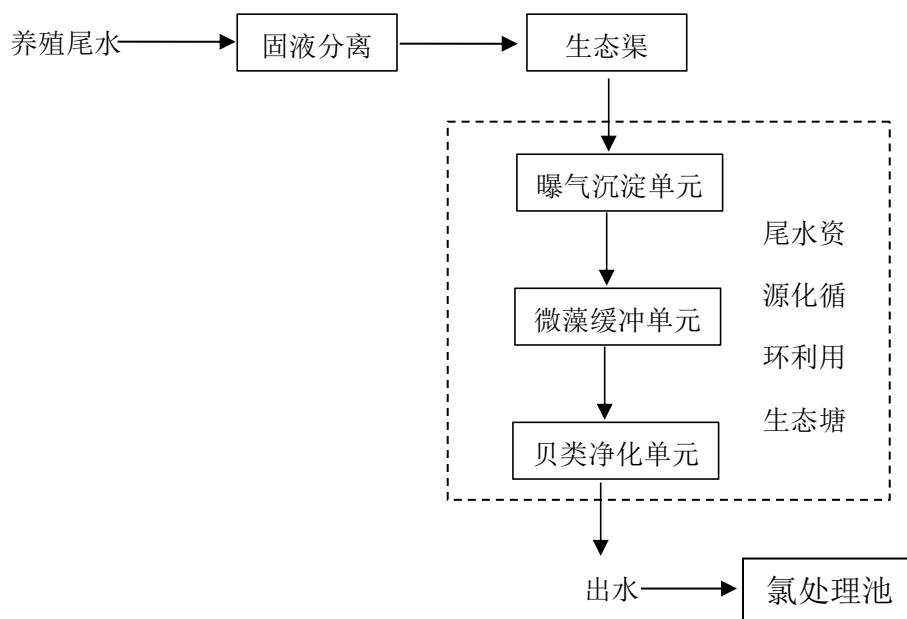 养殖尾水
固液分离
生态渠
曝气沉淀单元
尾水资
源化循
环利用
生态塘
微藻缓冲单元
贝类净化单元
出水
氯处理池